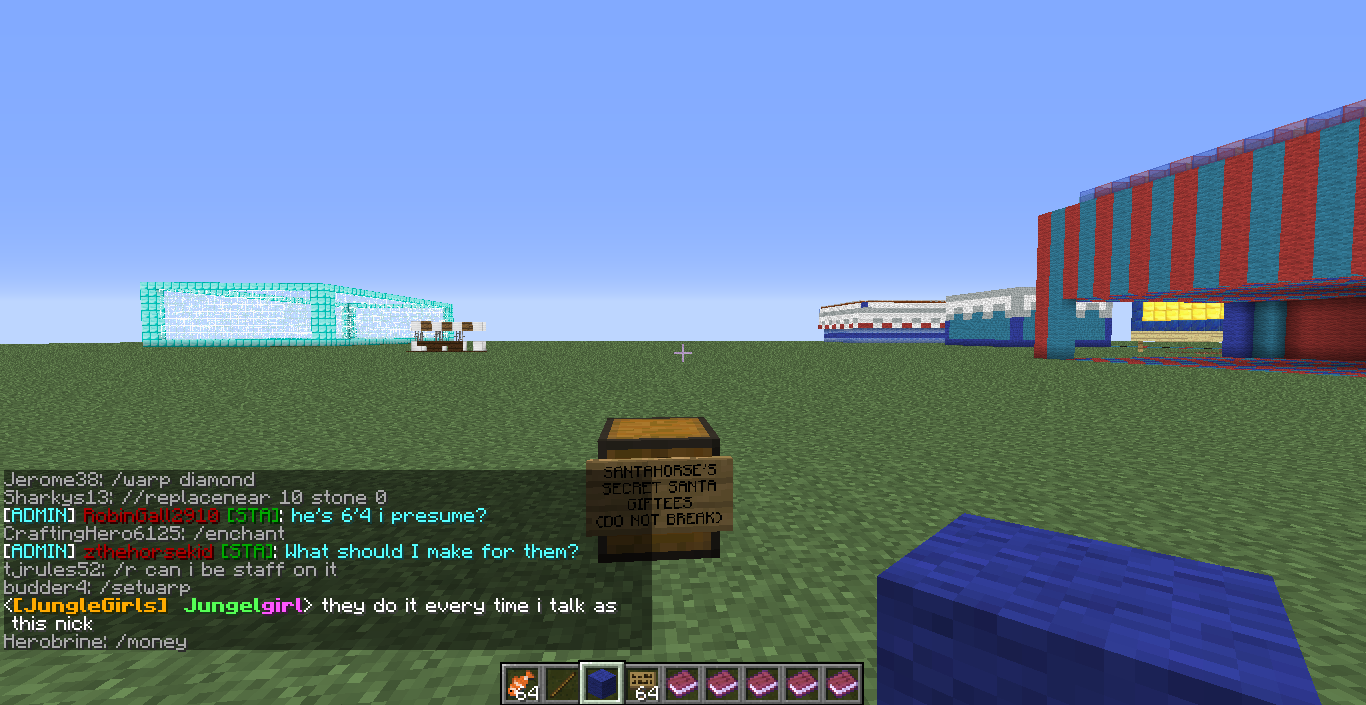 SANTAHORSE'S
SECRET SANTA
GIFTEES
(DO NOT BREAK)
Jerome38: /warp diamond
Sharkys13: //replacenear 10 stone 0
[ADMIN] RobinGall2910 [STA]: he's 6'4 i presume?
CraftingHero6125: /enchant
[ADMIN] zthehorsekid [STA]: What should I make for them?
tjrules52: /r can i be staff on it
budder4: /setwarp
<[JungleGirls] Jungelgirl> they do it every time i talk as
this nick
Herobrine: /money
64
64